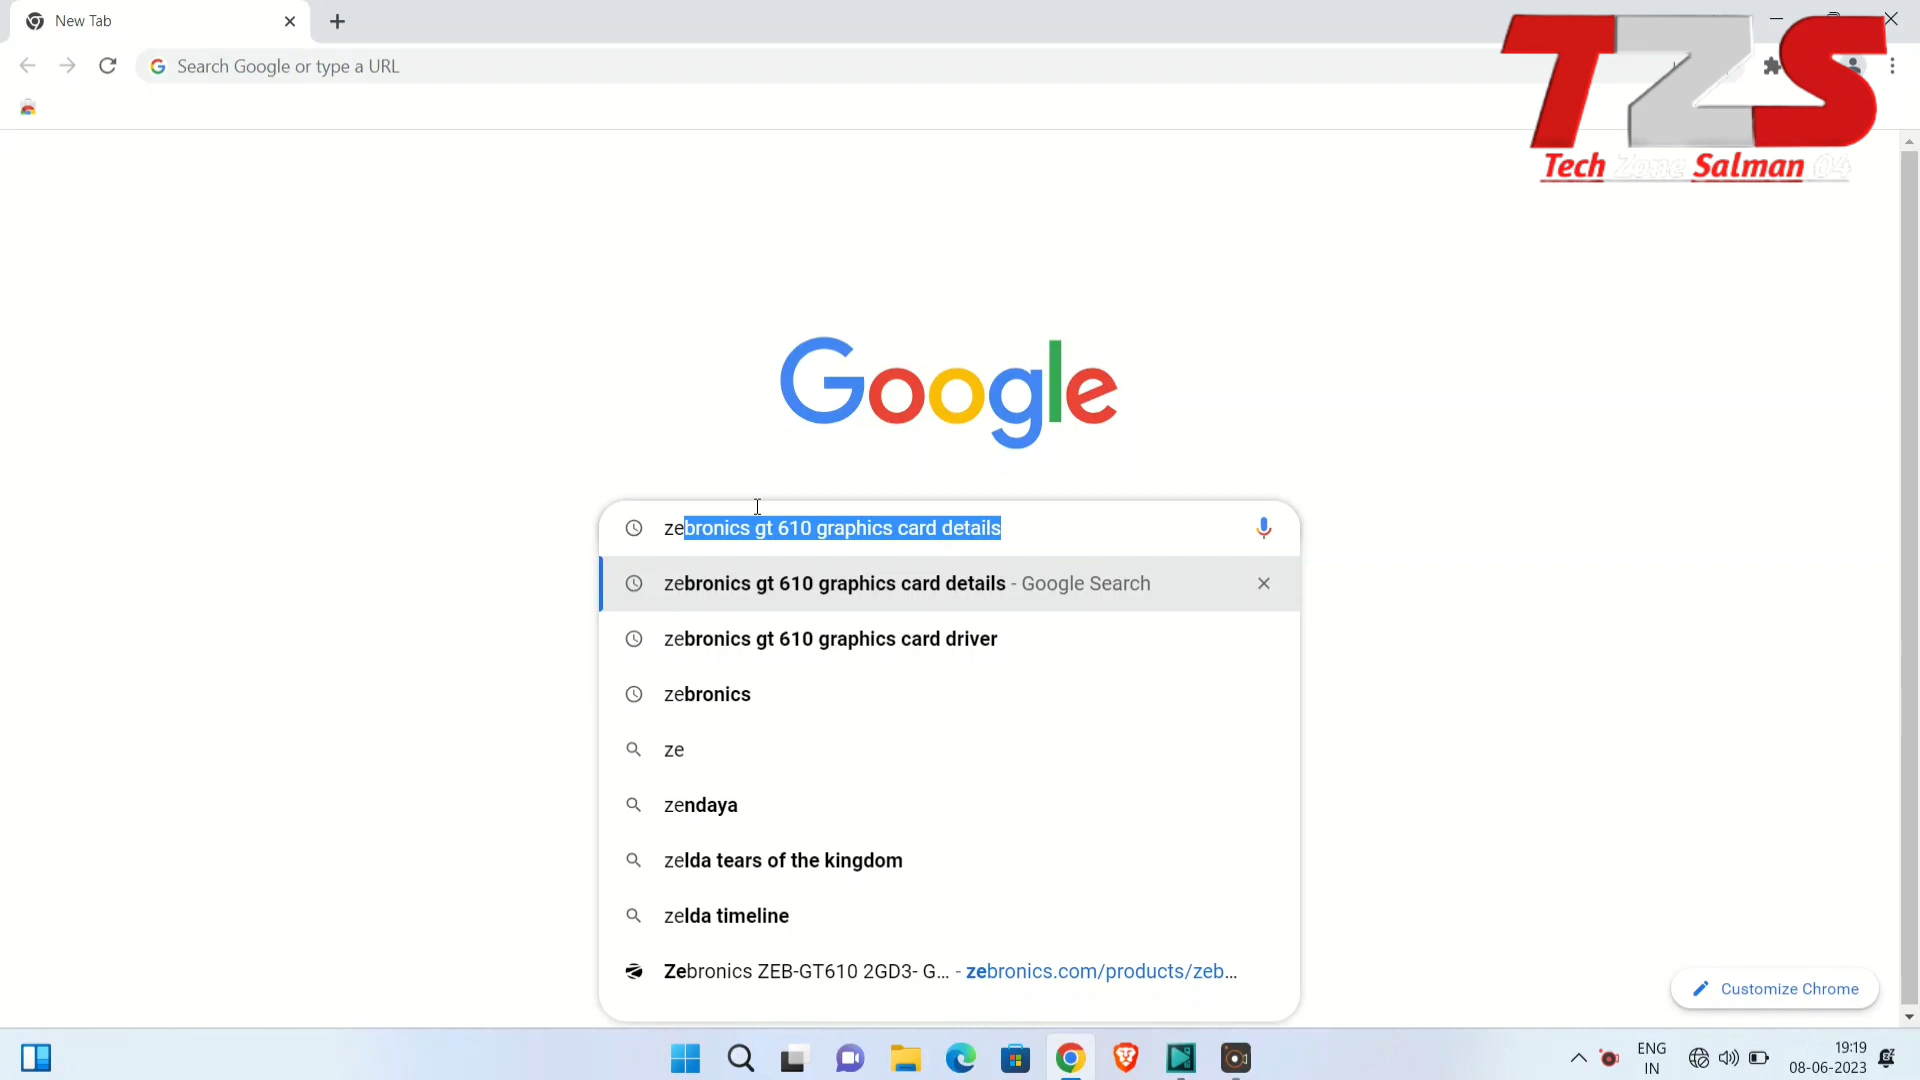 New Tab
Search Google or type a URL
TZS
Tech Zone Salman 04
Google
zebronics gt 610 graphics card details
zebronics gt 610 graphics card details - Google Search
zebronics gt 610 graphics card driver
zebronics
ze
zendaya
zelda tears of the kingdom
zelda timeline
Zebronics ZEB-GT610 2GD3- G... - zebronics.com/products/zeb...
Customize Chrome
ENG
IN
19:19
08-06-2023